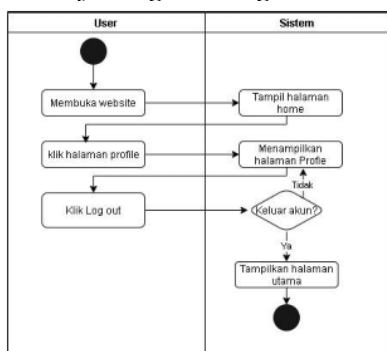 User
Sistem
Membuka website
Tampil halaman
home
klik halaman profile
Menampilkan
halaman Profie
Tidak
Klik Log out
Keluar akun?
Ya
Tampilkan halaman
utama